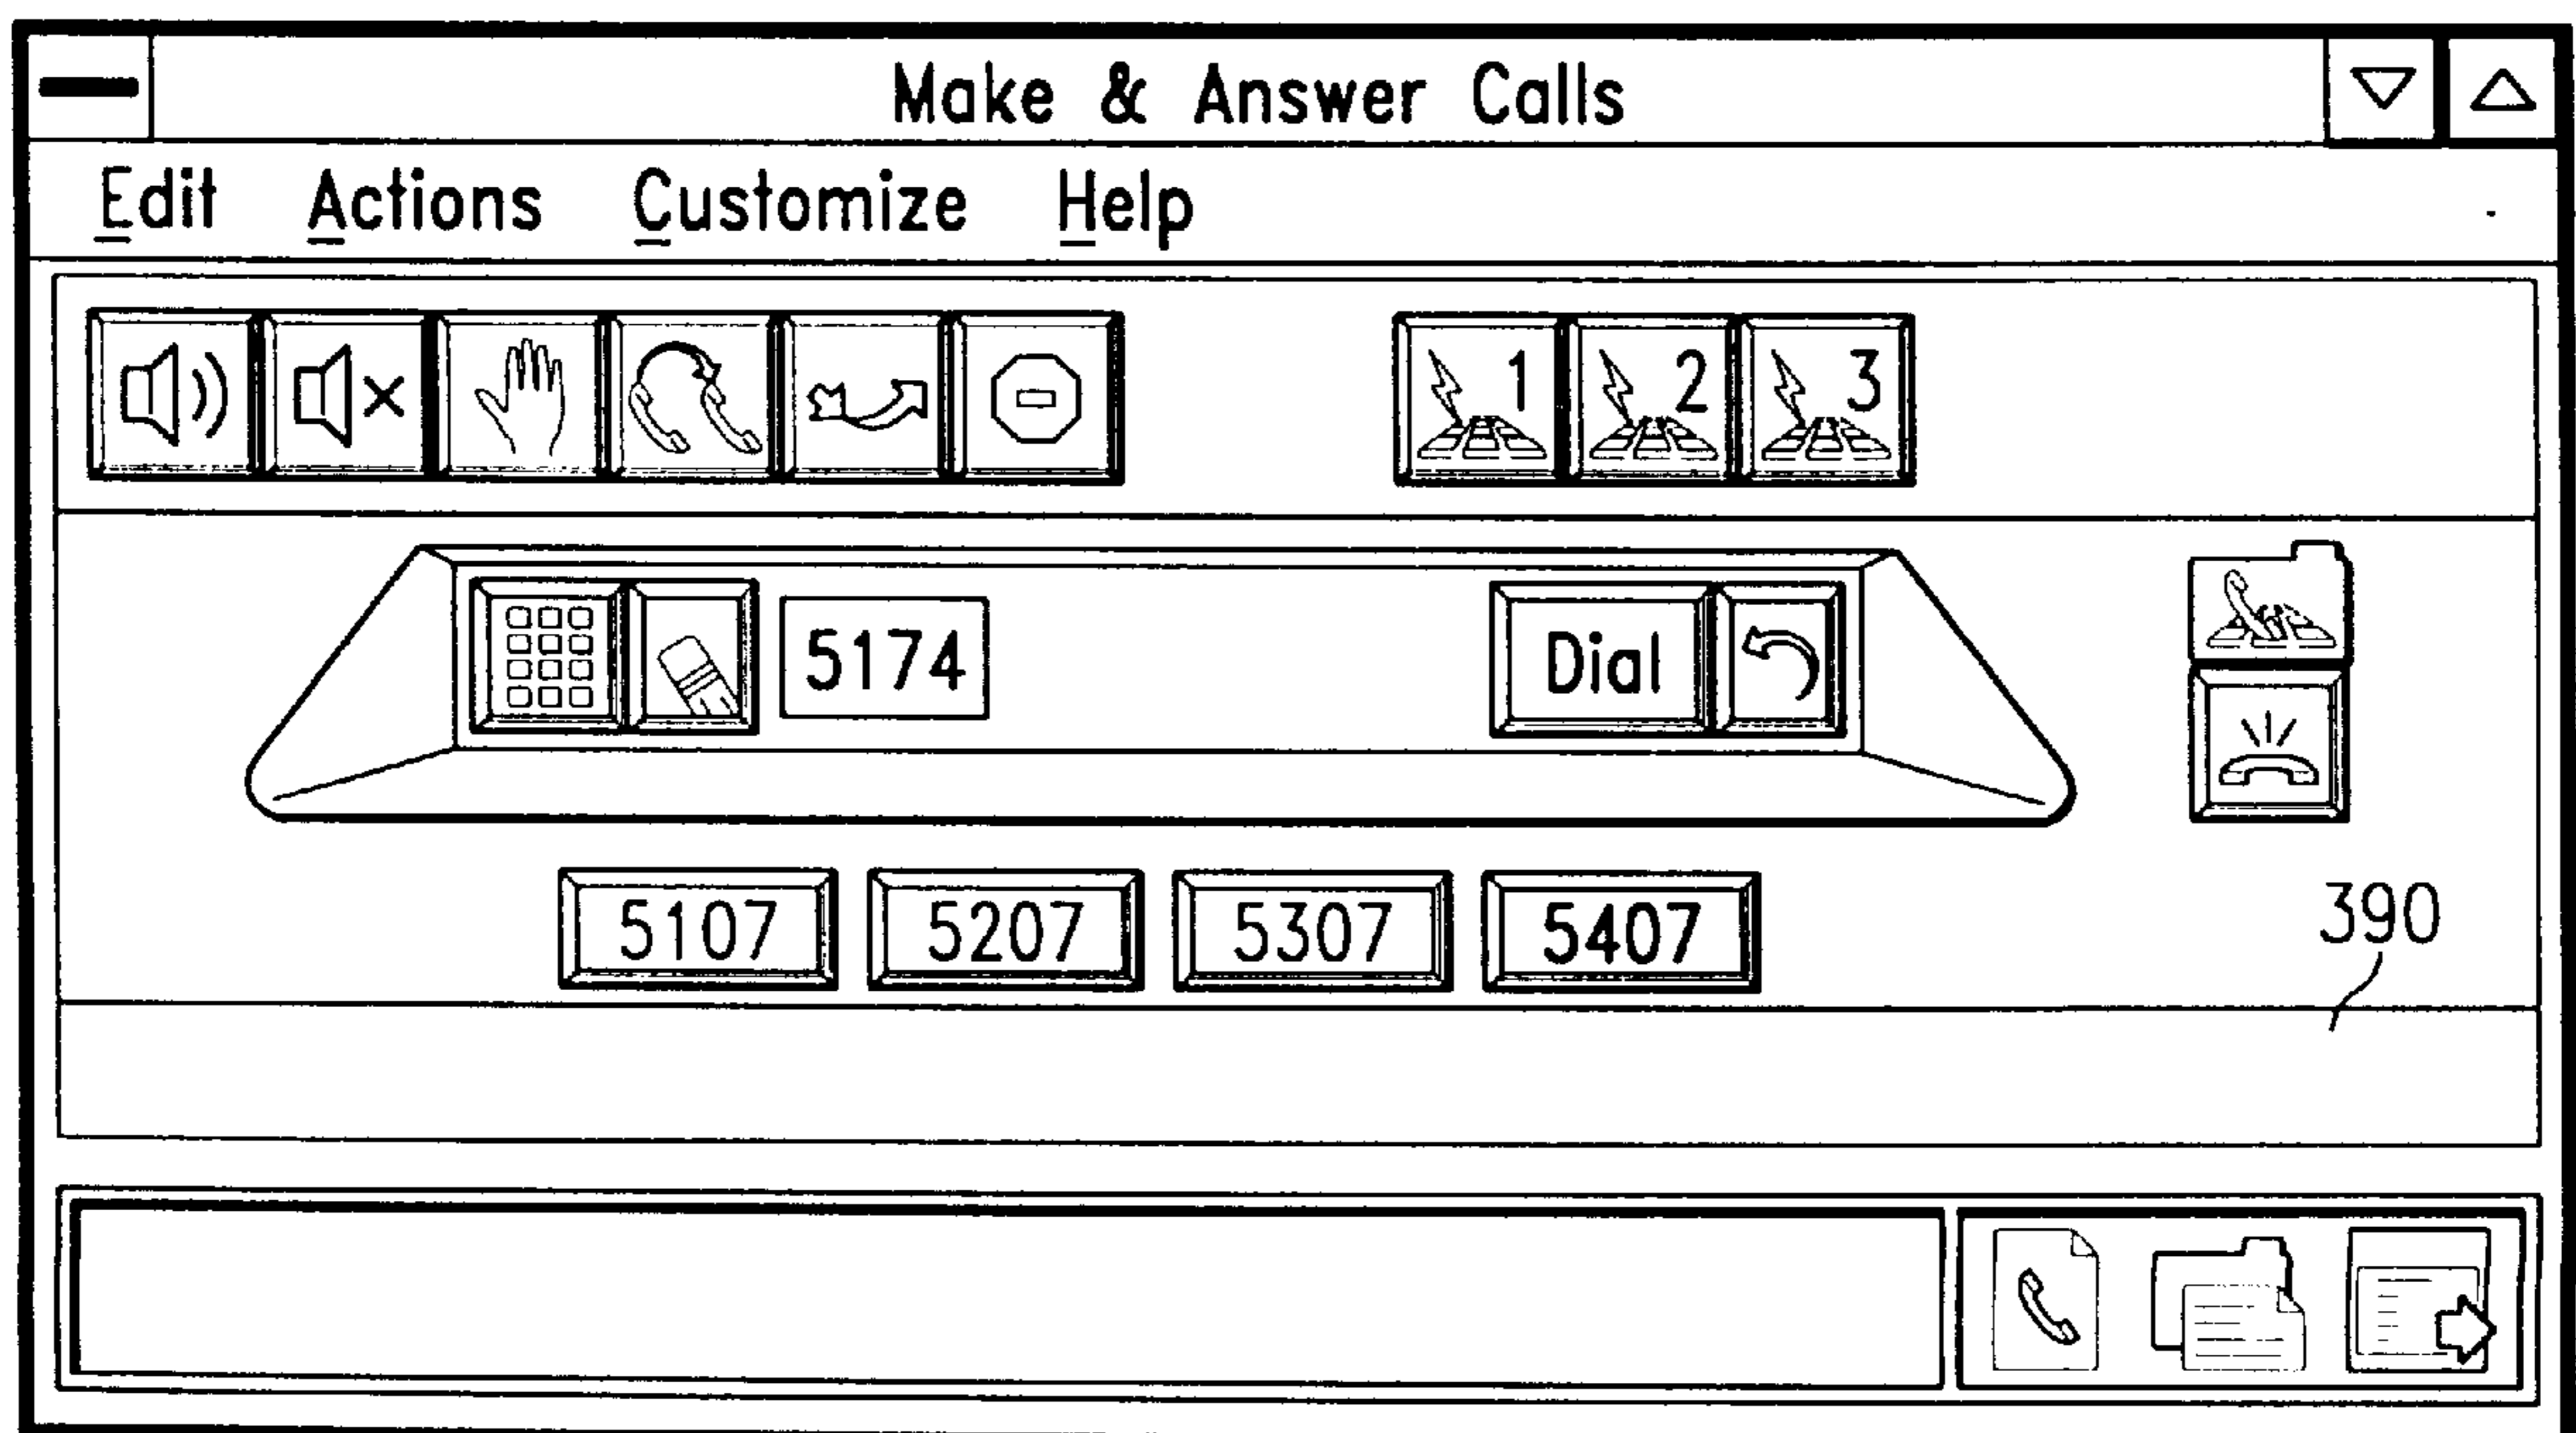 Make & Answer Calls
Edit Actions Customize Help
1 2 3
5174 Dial
5107 5207 5307 5407
390